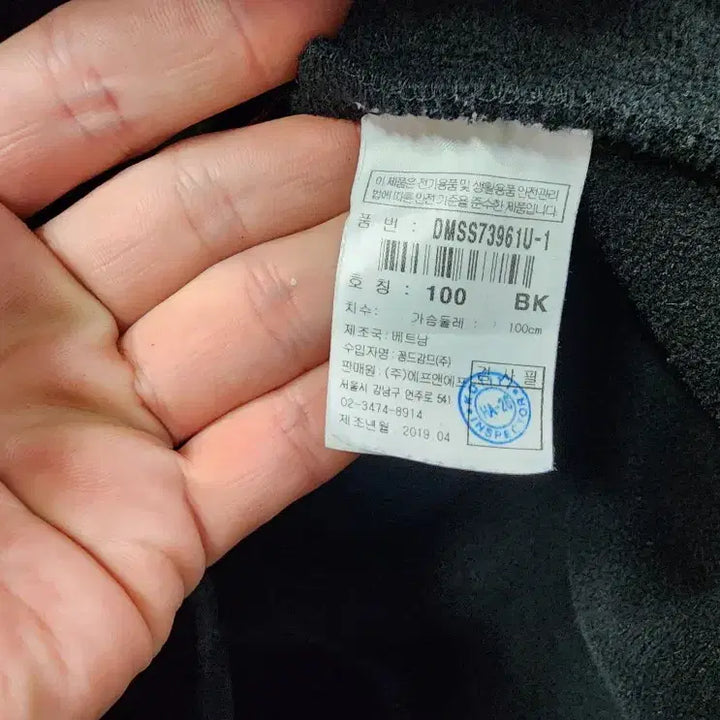 이 제품은 전기용품 및 생활용품 안전관리
법에 따른 안전기준을 준수한 제품입니다
품 번 : DMSS73961U-1
호 칭 : 100 BK
치수: 가슴둘레 : 100cm
제조국: 베트남
수입자명: 꽁드감드(주)
판매원: (주)에프앤에프
검사필
서울시 강남구 언주로 541
02-3474-8914
제조년월 2019.04
INSPECTOR